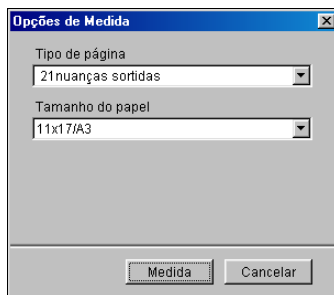 Opções de Medida
Tipo de página
21nuanças sortidas
Tamanho do papel
11x17/A3
Medida
Cancelar